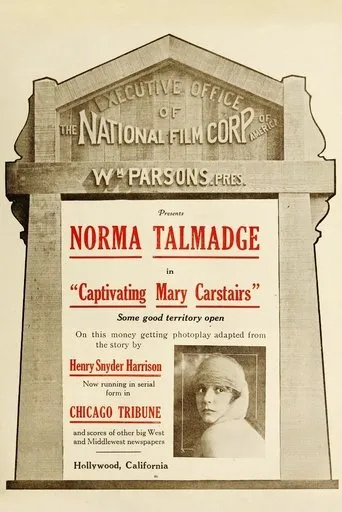 EXECUTIVE OFFICE
OF
THE NATIONAL FILM CORP. OF AMERICA
WM PARSONS, PRES.
Presents
NORMA TALMADGE
in
"Captivating Mary Carstairs"
Some good territory open
On this money getting photoplay adapted from
the story by
Henry Snyder Harrison
Now running in serial
form in
CHICAGO TRIBUNE
and scores of other big West
and Middlewest newspapers
Hollywood, California